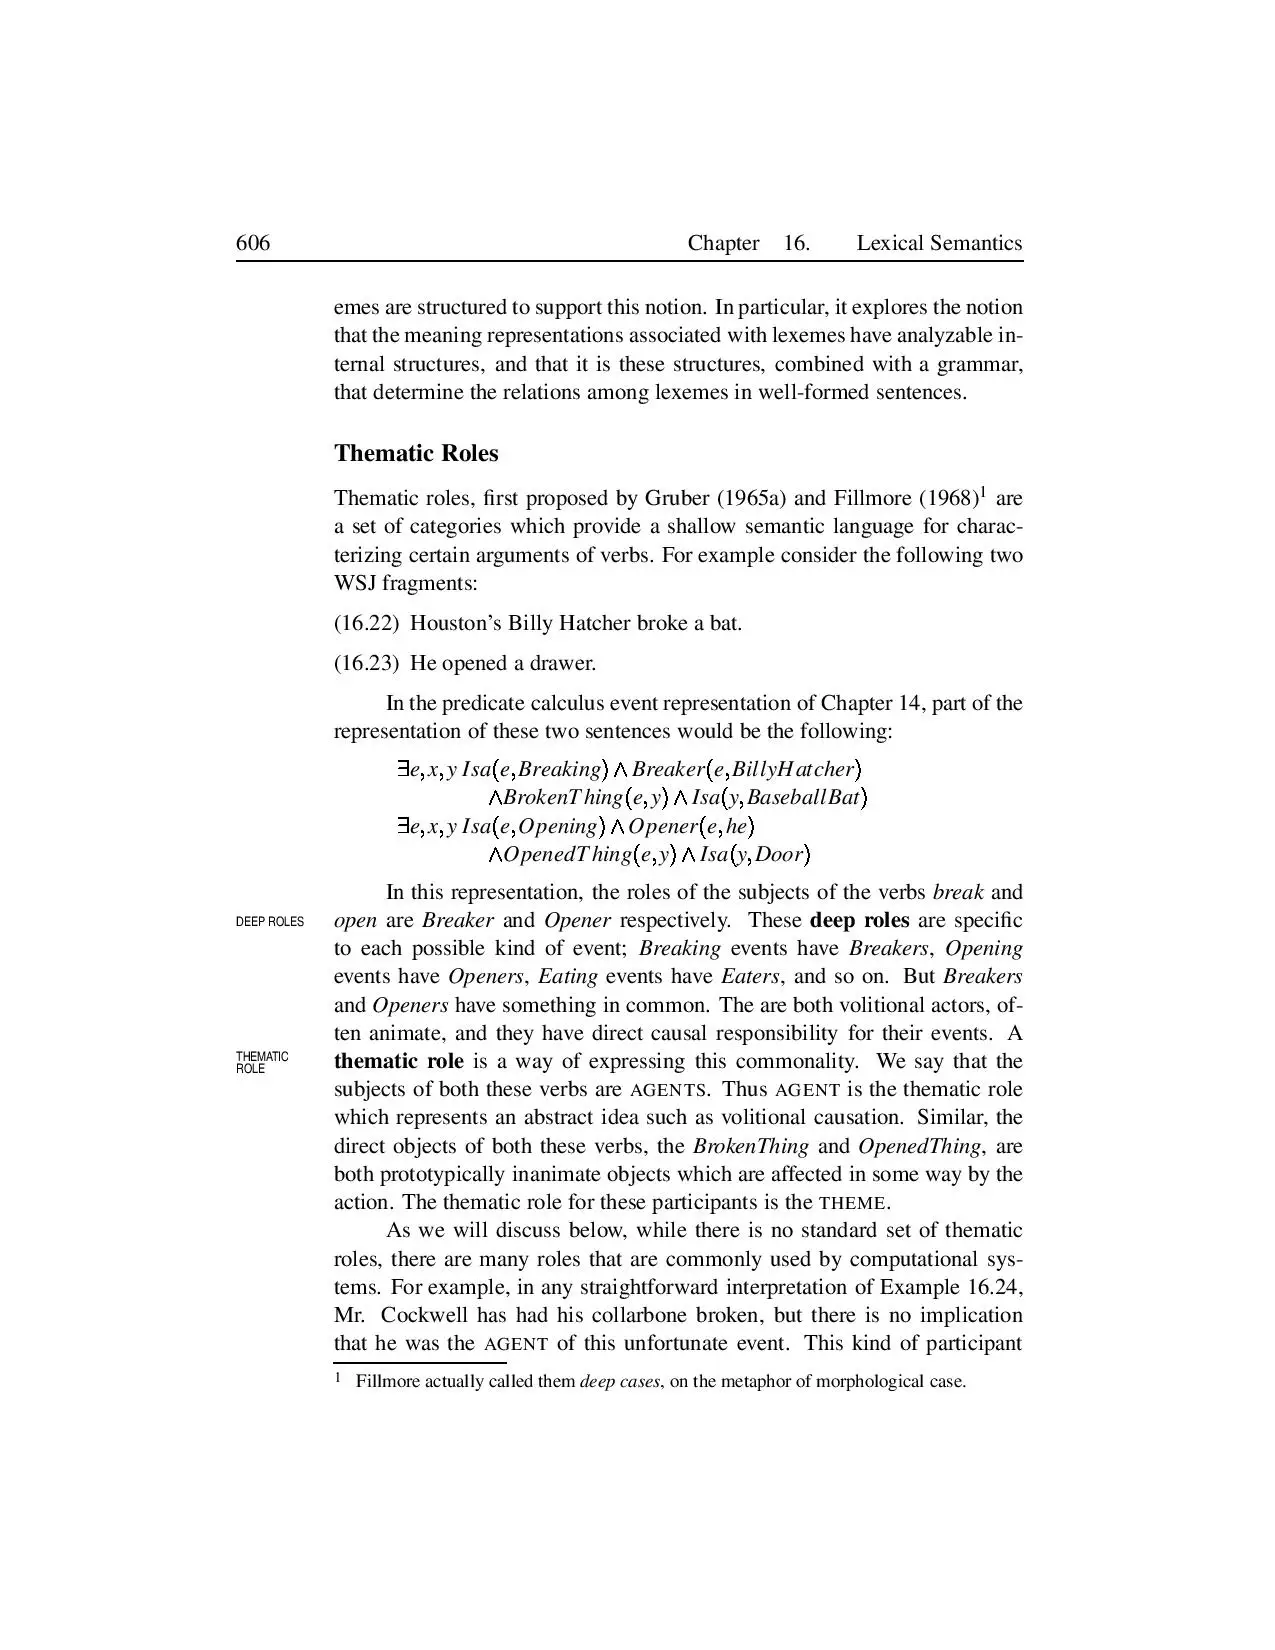 606 Chapter 16. Lexical Semantics
emes are structured to support this notion. In particular, it explores the notion
that the meaning representations associated with lexemes have analyzable in-
ternal structures, and that it is these structures, combined with a grammar,
that determine the relations among lexemes in well-formed sentences.
Thematic Roles
Thematic roles, first proposed by Gruber (1965a) and Fillmore (1968)1 are
a set of categories which provide a shallow semantic language for charac-
terizing certain arguments of verbs. For example consider the following two
WSJ fragments:
(16.22) Houston's Billy Hatcher broke a bat.
(16.23) He opened a drawer.
In the predicate calculus event representation of Chapter 14, part of the
representation of these two sentences would be the following:
∃e,x,y Isa(e,Breaking) ∧ Breaker(e,BillyHatcher)
∧BrokenThing(e,y) ∧ Isa(y,BaseballBat)
∃e,x,y Isa(e,Opening) ∧ Opener(e,he)
∧OpenedThing(e,y) ∧ Isa(y,Door)
In this representation, the roles of the subjects of the verbs break and
DEEP ROLES open are Breaker and Opener respectively. These deep roles are specific
to each possible kind of event; Breaking events have Breakers, Opening
events have Openers, Eating events have Eaters, and so on. But Breakers
and Openers have something in common. The are both volitional actors, of-
ten animate, and they have direct causal responsibility for their events. A
THEMATIC
ROLE
thematic role is a way of expressing this commonality. We say that the
subjects of both these verbs are AGENTS. Thus AGENT is the thematic role
which represents an abstract idea such as volitional causation. Similar, the
direct objects of both these verbs, the BrokenThing and OpenedThing, are
both prototypically inanimate objects which are affected in some way by the
action. The thematic role for these participants is the THEME.
As we will discuss below, while there is no standard set of thematic
roles, there are many roles that are commonly used by computational sys-
tems. For example, in any straightforward interpretation of Example 16.24,
Mr. Cockwell has had his collarbone broken, but there is no implication
that he was the AGENT of this unfortunate event. This kind of participant
1 Fillmore actually called them deep cases, on the metaphor of morphological case.